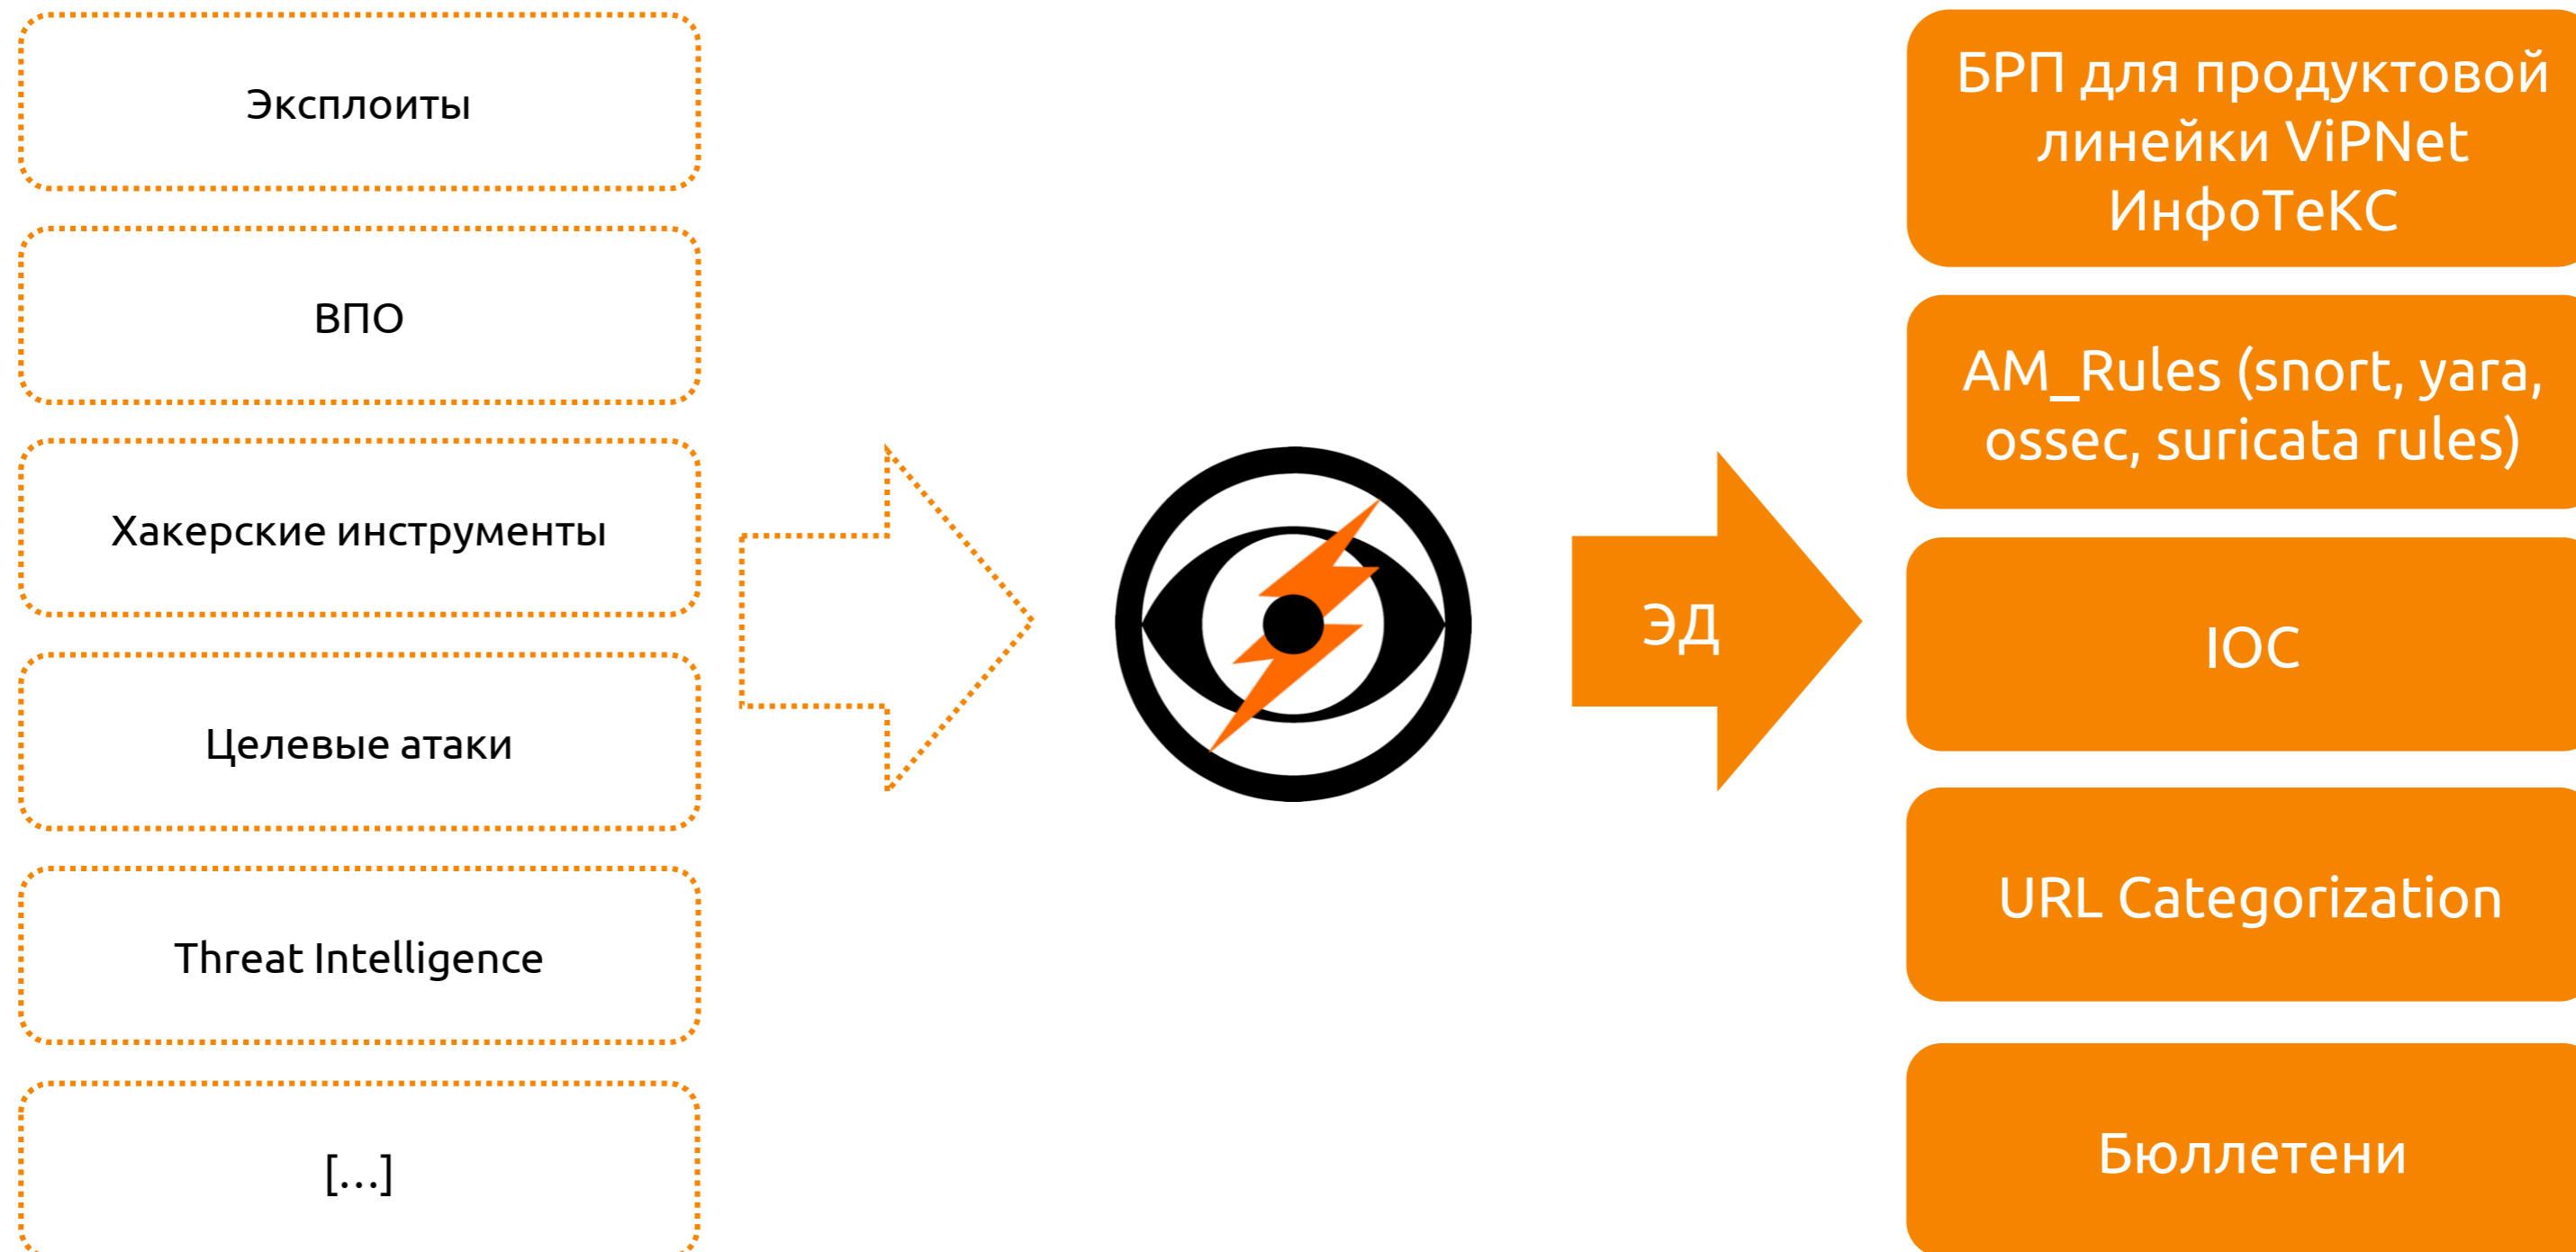 Эксплоиты
ВПО
Хакерские инструменты
Целевые атаки
Threat Intelligence
[...]
ЭД
БРП для продуктовой
линейки ViPNet
ИнфоТеКС
AM_Rules (snort, yara,
ossec, suricata rules)
IOC
URL Categorization
Бюллетени